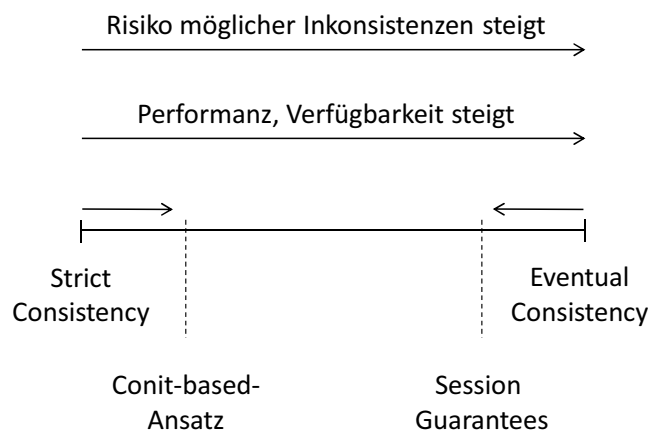 Risiko möglicher Inkonsistenzen steigt
Performanz, Verfügbarkeit steigt
Strict
Consistency
Eventual
Consistency
Conit-based-
Ansatz
Session
Guarantees